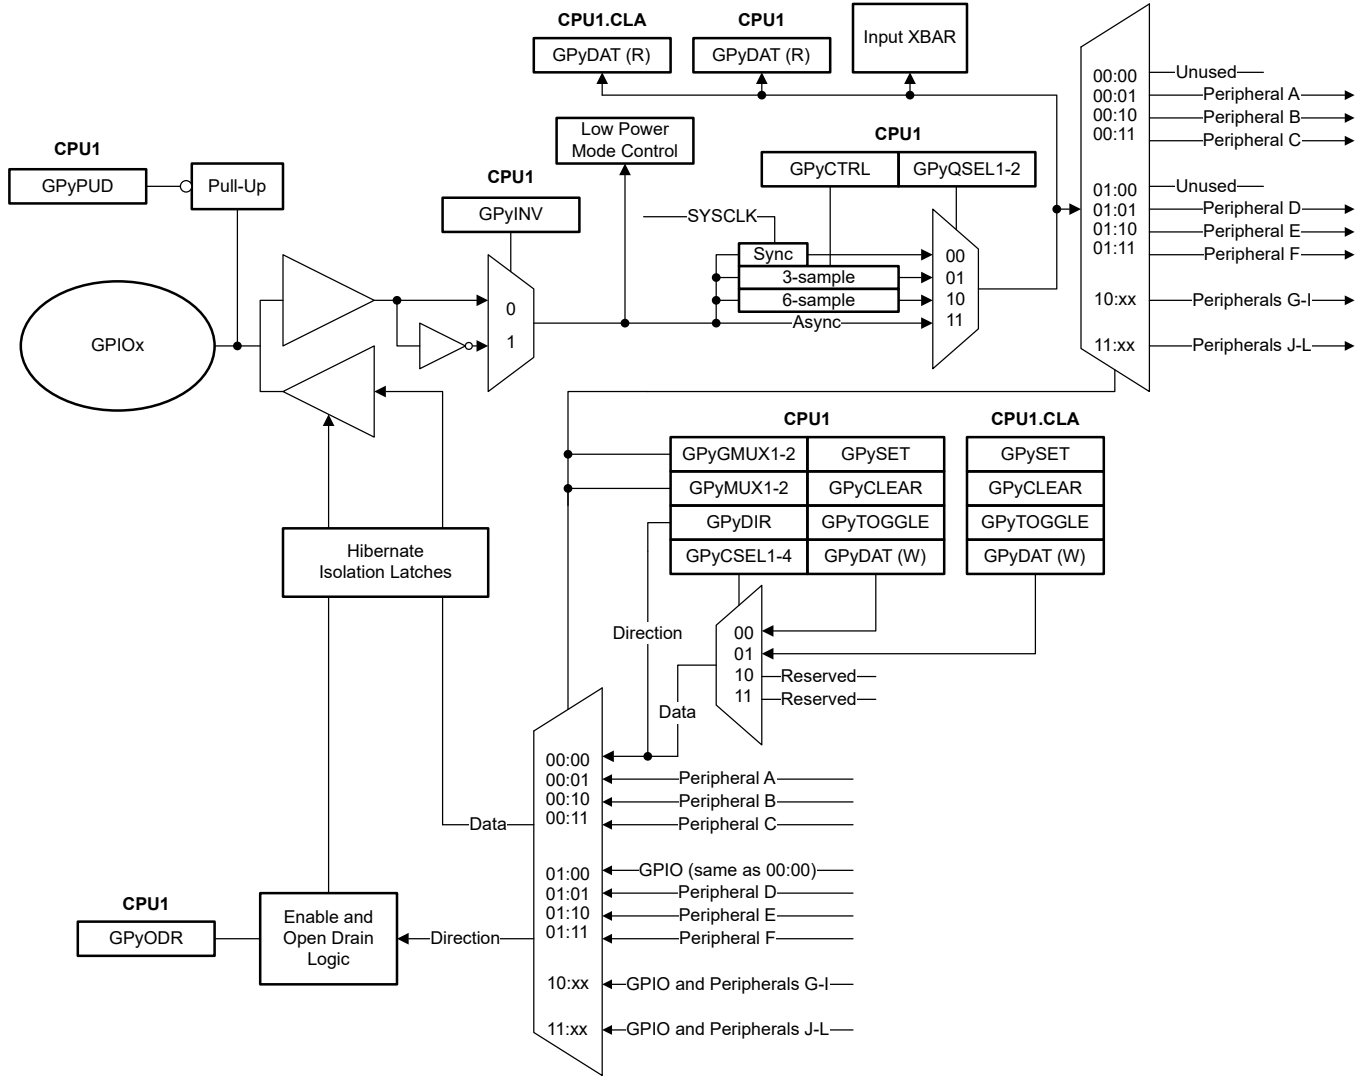 CPU1.CLA
GPyDAT (R)
CPU1
GPyDAT (R)
Input XBAR
00:00
00:01
00:10
00:11
01:00
01:01
01:10
01:11
10:xx
11:xx
Unused
Peripheral A
Peripheral B
Peripheral C
Unused
Peripheral D
Peripheral E
Peripheral F
Peripherals G-I
Peripherals J-L
Low Power
Mode Control
CPU1
GPyCTRL
GPyQSEL1-2
CPU1
GPyPUD
Pull-Up
CPU1
GPyINV
SYSCLK
Sync
3-sample
6-sample
Async
00
01
10
11
0
1
GPIOx
CPU1
GPyGMUX1-2
GPySET
GPyMUX1-2
GPyCLEAR
GPyDIR
GPyTOGGLE
GPyCSEL1-4
GPyDAT (W)
CPU1.CLA
GPySET
GPyCLEAR
GPyTOGGLE
GPyDAT (W)
Hibernate
Isolation Latches
Direction
00
01
10
11
Reserved
Reserved
Data
00:00
00:01
00:10
00:11
01:00
01:01
01:10
01:11
10:xx
11:xx
Peripheral A
Peripheral B
Peripheral C
GPIO (same as 00:00)
Peripheral D
Peripheral E
Peripheral F
GPIO and Peripherals G-I
GPIO and Peripherals J-L
Data
Direction
CPU1
GPyODR
Enable and
Open Drain
Logic